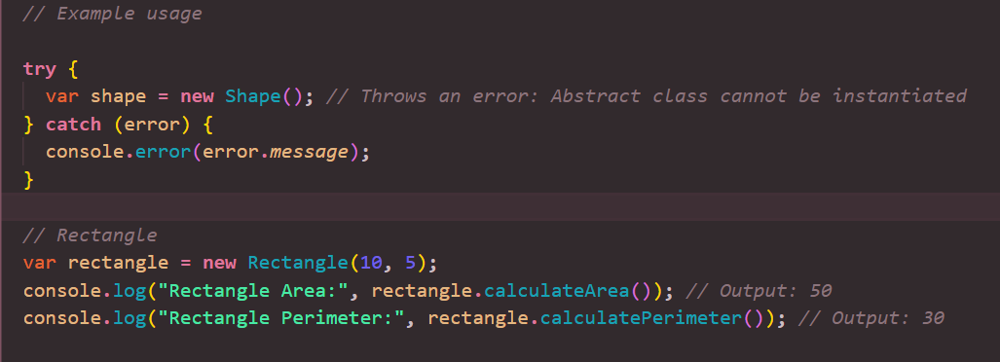 // Example usage
try {
var shape = new Shape(); // Throws an error: Abstract class cannot be instantiated
} catch (error) {
console.error(error.message);
}
// Rectangle
var rectangle = new Rectangle(10, 5);
console.log("Rectangle Area:", rectangle.calculateArea()); // Output: 50
console.log("Rectangle Perimeter:", rectangle.calculatePerimeter()); // Output: 30